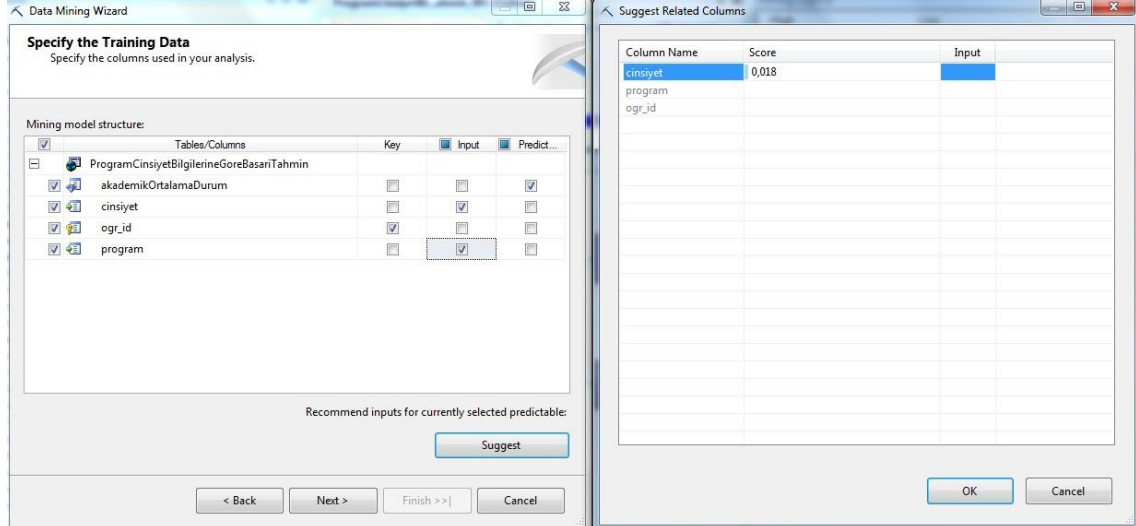 Data Mining Wizard
Specify the Training Data
Specify the columns used in your analysis.
Mining model structure:
Tables/Columns Key Input Predict...
ProgramCinsiyetBilgilerineGoreBasariTahmin
akademikOrtalamaDurum
cinsiyet
ogr_id
program
Recommend inputs for currently selected predictable:
Suggest
< Back Next > Finish >>| Cancel
Suggest Related Columns
Column Name Score Input
cinsiyet 0,018
program
ogr_id
OK Cancel